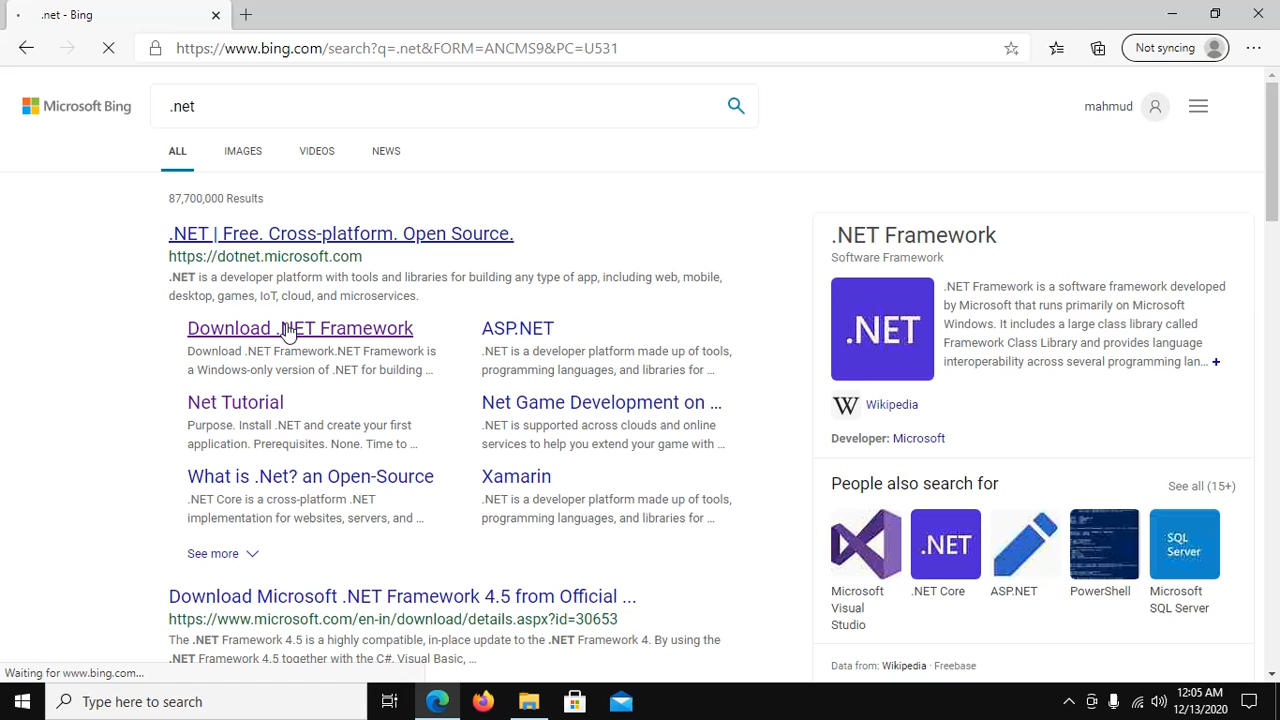 .net - Bing
https://www.bing.com/search?q=.net&FORM=ANCMS9&PC=U531
Not syncing
Microsoft Bing
.net
mahmud
ALL
IMAGES
VIDEOS
NEWS
87,700,000 Results
.NET | Free. Cross-platform. Open Source.
https://dotnet.microsoft.com
.NET is a developer platform with tools and libraries for building any type of app, including web, mobile,
desktop, games, IoT, cloud, and microservices.
Download .NET Framework
Download .NET Framework.NET Framework is
a Windows-only version of .NET for building ...
ASP.NET
.NET is a developer platform made up of tools,
programming languages, and libraries for ...
Net Tutorial
Purpose. Install .NET and create your first
application. Prerequisites. None. Time to ...
Net Game Development on ...
.NET is supported across clouds and online
services to help you extend your game with ...
What is .Net? an Open-Source
.NET Core is a cross-platform .NET
implementation for websites, servers, and ...
Xamarin
.NET is a developer platform made up of tools,
programming languages, and libraries for ...
See more
Download Microsoft .NET Framework 4.5 from Official ...
https://www.microsoft.com/en-in/download/details.aspx?id=30653
The .NET Framework 4.5 is a highly compatible, in-place update to the .NET Framework 4. By using the
.NET Framework 4.5 together with the C#, Visual Basic, ...
.NET Framework
Software Framework
.NET
.NET Framework is a software framework developed
by Microsoft that runs primarily on Microsoft
Windows. It includes a large class library called
Framework Class Library and provides language
interoperability across several programming lan... +
W Wikipedia
Developer: Microsoft
People also search for
See all (15+)
.NET
SQL
Server
Microsoft
Visual
Studio
.NET Core
ASP.NET
PowerShell
Microsoft
SQL Server
Data from: Wikipedia · Freebase
Waiting for www.bing.com...
Type here to search
12:05 AM
12/13/2020